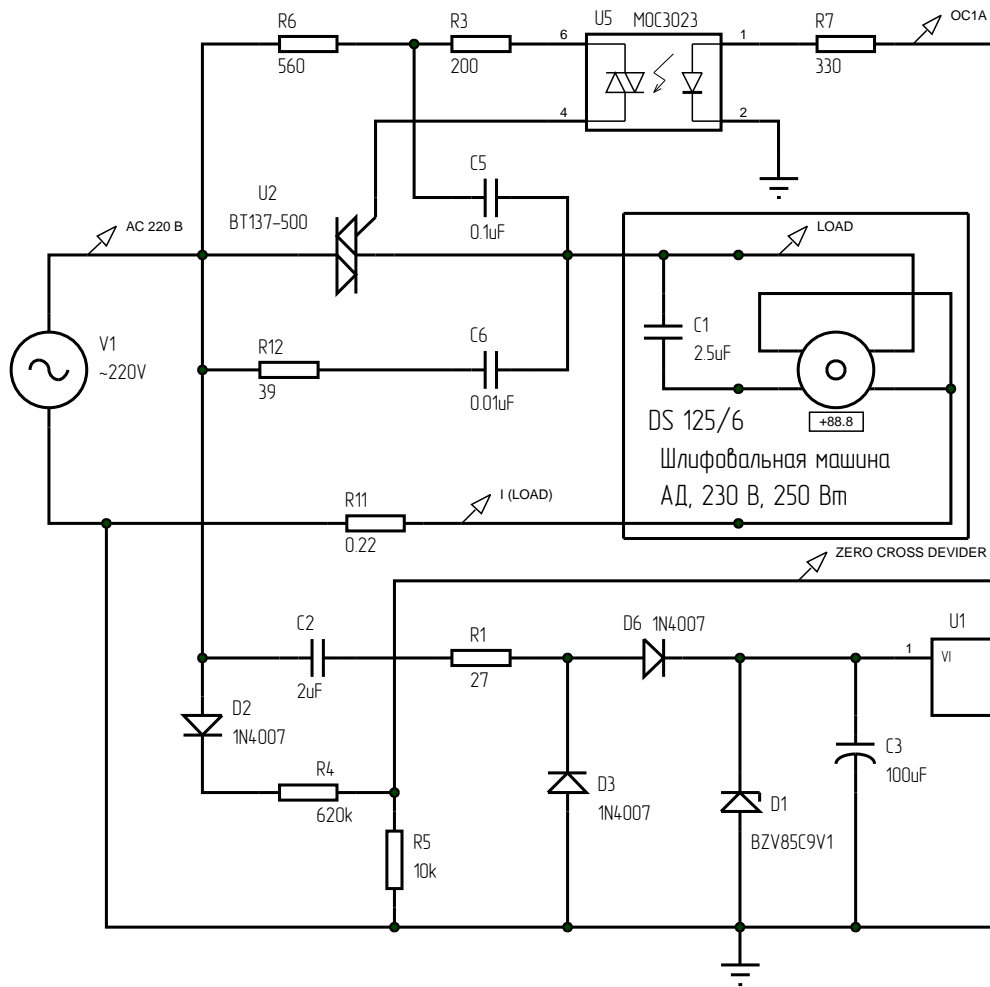 R6
560
R3
200
U5 MOC3023
6
4
1
2
R7
330
OC1A
C5
0.1uF
U2
BT137-500
AC 220 В
LOAD
V1
~220V
R12
39
C6
0.01uF
C1
2.5uF
+88.8
DS 125/6
Шлифовальная машина
АД, 230 В, 250 Вт
R11
0.22
I (LOAD)
ZERO CROSS DEVIDER
C2
2uF
R1
27
D6 1N4007
U1
1
VI
D2
1N4007
R4
620k
R5
10k
D3
1N4007
D1
BZV85C9V1
C3
100uF